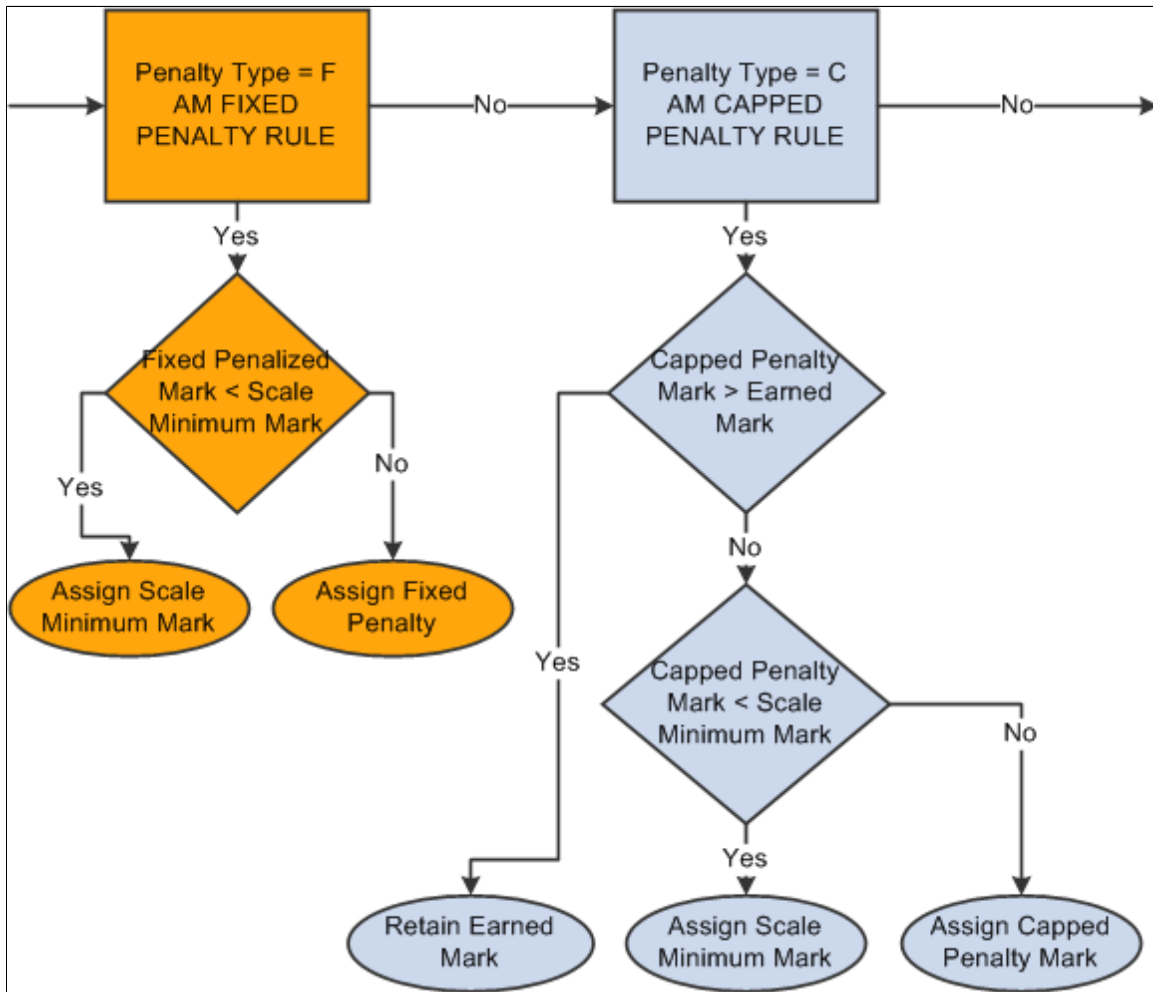 Penalty Type = F
AM FIXED
PENALTY RULE
No
Penalty Type = C
AM CAPPED
PENALTY RULE
No
Yes
Yes
Fixed Penalized
Mark < Scale
Minimum Mark
Capped Penalty
Mark > Earned
Mark
Yes
No
No
Assign Scale
Minimum Mark
Assign Fixed
Penalty
Yes
Capped Penalty
Mark < Scale
Minimum Mark
No
Yes
Retain Earned
Mark
Assign Scale
Minimum Mark
Assign Capped
Penalty Mark